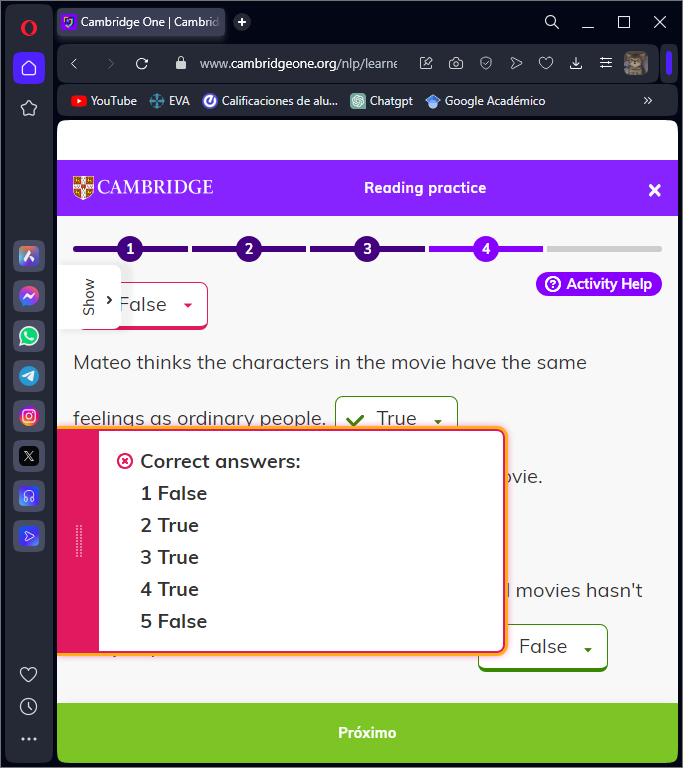 Cambridge One | Cambrid
www.cambridgeone.org/nlp/learne
YouTube EVA Calificaciones de alu... Chatgpt Google Académico »
CAMBRIDGE Reading practice ×
1 2 3 4
Activity Help
Show
False
Mateo thinks the characters in the movie have the same
feelings as ordinary people. True
Correct answers:
1 False
2 True
3 True
4 True
5 False
movies hasn't
False
Próximo